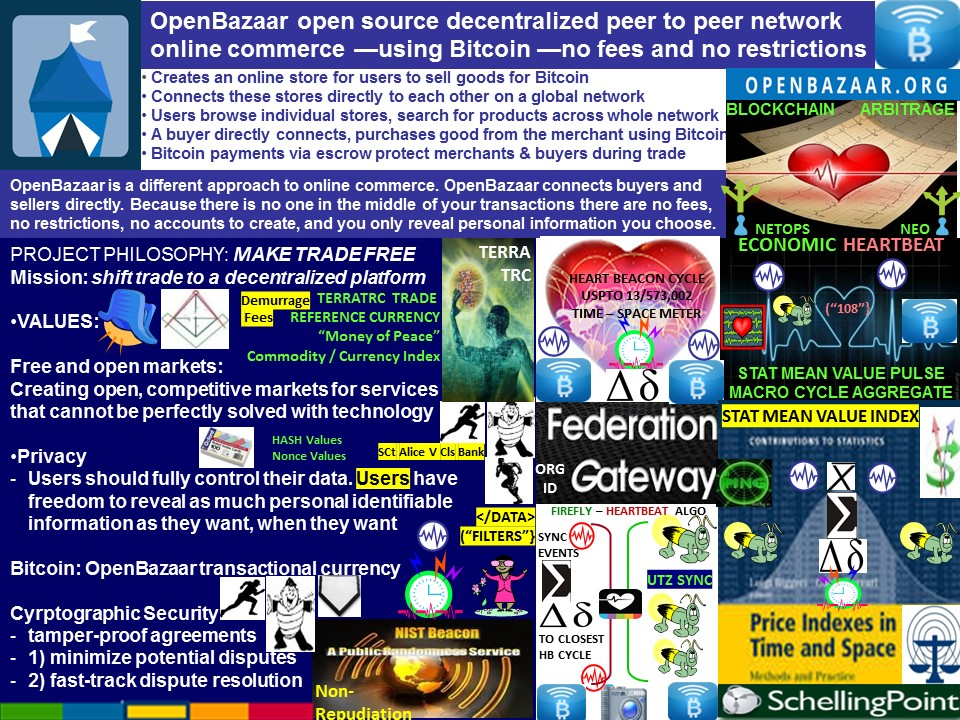 OpenBazaar open source decentralized peer to peer network
online commerce —using Bitcoin —no fees and no restrictions
• Creates an online store for users to sell goods for Bitcoin
• Connects these stores directly to each other on a global network
• Users browse individual stores, search for products across whole network
• A buyer directly connects, purchases good from the merchant using Bitcoin
• Bitcoin payments via escrow protect merchants & buyers during trade
OPENBAZAAR.ORG
BLOCKCHAIN ARBITRAGE
NETOPS NEO
OpenBazaar is a different approach to online commerce. OpenBazaar connects buyers and
sellers directly. Because there is no one in the middle of your transactions there are no fees,
no restrictions, no accounts to create, and you only reveal personal information you choose.
PROJECT PHILOSOPHY: MAKE TRADE FREE
Mission: shift trade to a decentralized platform
•VALUES:
Demurrage
Fees
TERRATRC TRADE
REFERENCE CURRENCY
“Money of Peace”
Commodity / Currency Index
Free and open markets:
Creating open, competitive markets for services
that cannot be perfectly solved with technology
HASH Values
Nonce Values
SCt Alice V Cls Bank
•Privacy
- Users should fully control their data. Users have
freedom to reveal as much personal identifiable
information as they want, when they want
</DATA>
{“FILTERS”}
Bitcoin: OpenBazaar transactional currency
Cyrptographic Security
- tamper-proof agreements
- 1) minimize potential disputes
- 2) fast-track dispute resolution
NIST Beacon
A Public Randomness Service
Non-
Repudiation
TERRA
TRC
HEART BEACON CYCLE
USPTO 13/573,002
TIME – SPACE METER
Δδ
Federation
Gateway
ORG
ID
FIREFLY – HEARTBEAT ALGO
SYNC
EVENTS
Σ
Δδ
UTZ SYNC
TO CLOSEST
HB CYCLE
ECONOMIC HEARTBEAT
{“108”}
STAT MEAN VALUE PULSE
MACRO CYCLE AGGREGATE
STAT MEAN VALUE INDEX
CONTRIBUTIONS TO STATISTICS
X
Σ
Δδ
Price Indexes in
Time and Space
Methods and Practice
SchellingPoint